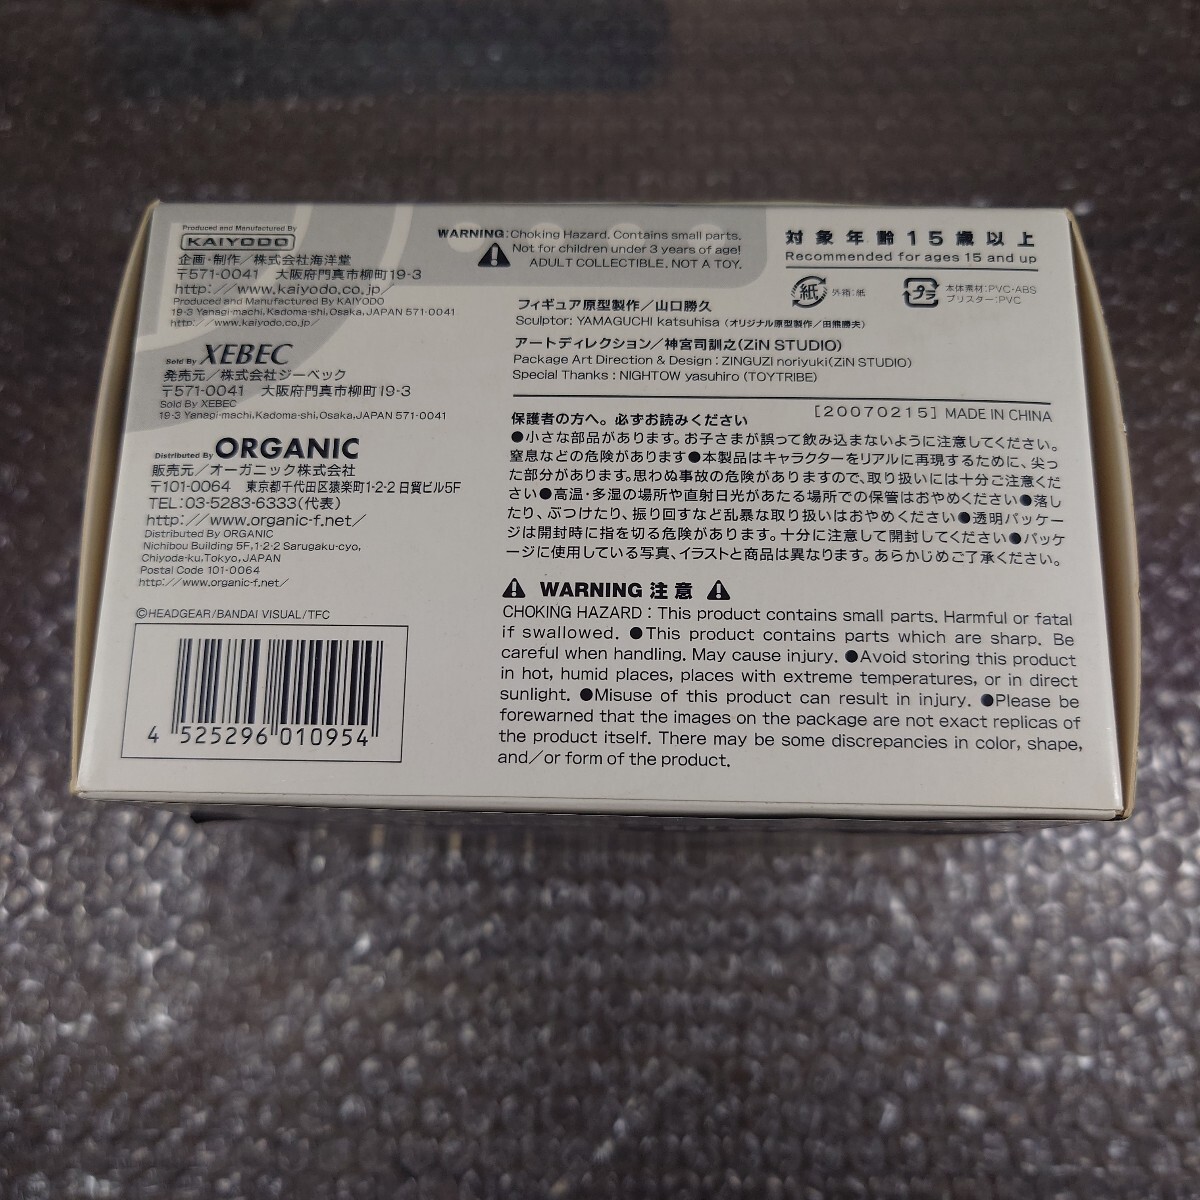 Produced and Manufactured By
KAIYODO
企画・制作／株式会社海洋堂
〒571-0041 大阪府門真市柳町19-3
http://www.kaiyodo.co.jp/
Produced and Manufactured By KAIYODO
19-3 Yanagi-machi, Kadoma-shi, Osaka, JAPAN 571-0041
http://www.kaiyodo.co.jp/
Sold By XEBEC
発売元／株式会社ジーベック
〒571-0041 大阪府門真市柳町19-3
Sold By XEBEC
19-3 Yanagi-machi, Kadoma-shi, Osaka, JAPAN 571-0041
Distributed By ORGANIC
販売元／オーガニック株式会社
〒101-0064 東京都千代田区猿楽町1-2-2 日貿ビル5F
TEL:03-5283-6333(代表)
http://www.organic-f.net/
Distributed By ORGANIC
Nichibou Building 5F,1-2-2 Sarugaku-cyo,
Chiyoda-ku,Tokyo,JAPAN
Postal Code 101-0064
http://www.organic-f.net/
©HEADGEAR/BANDAI VISUAL/TFC
4 525296 010954
WARNING:Choking Hazard. Contains small parts.
Not for children under 3 years of age!
ADULT COLLECTIBLE. NOT A TOY.
対象年齢15歳以上
Recommended for ages 15 and up
紙 外箱:紙
プラ 本体素材:PVC・ABS
ブリスター:PVC
フィギュア原型製作／山口勝久
Sculptor: YAMAGUCHI katsuhisa (オリジナル原型製作／田熊勝夫)
アートディレクション／神宮司訓之(ZiN STUDIO)
Package Art Direction & Design : ZINGUZI noriyuki(ZiN STUDIO)
Special Thanks : NIGHTOW yasuhiro (TOYTRIBE)
[20070215] MADE IN CHINA
保護者の方へ。必ずお読みください
●小さな部品があります。お子さまが誤って飲み込まないように注意してください。
窒息などの危険があります●本製品はキャラクターをリアルに再現するために、尖っ
た部分があります。思わぬ事故の危険がありますので、取り扱いには十分ご注意くだ
さい●高温・多湿の場所や直射日光があたる場所での保管はおやめください●落し
たり、ぶつけたり、振り回すなど乱暴な取り扱いはおやめください●透明パッケー
ジは開封時に指を切る危険があります。十分に注意して開封してください●パッケ
ージに使用している写真、イラストと商品は異なります。あらかじめご了承ください。
WARNING 注意
CHOKING HAZARD : This product contains small parts. Harmful or fatal
if swallowed. ●This product contains parts which are sharp. Be
careful when handling. May cause injury. ●Avoid storing this product
in hot, humid places, places with extreme temperatures, or in direct
sunlight. ●Misuse of this product can result in injury. ●Please be
forewarned that the images on the package are not exact replicas of
the product itself. There may be some discrepancies in color, shape,
and/or form of the product.